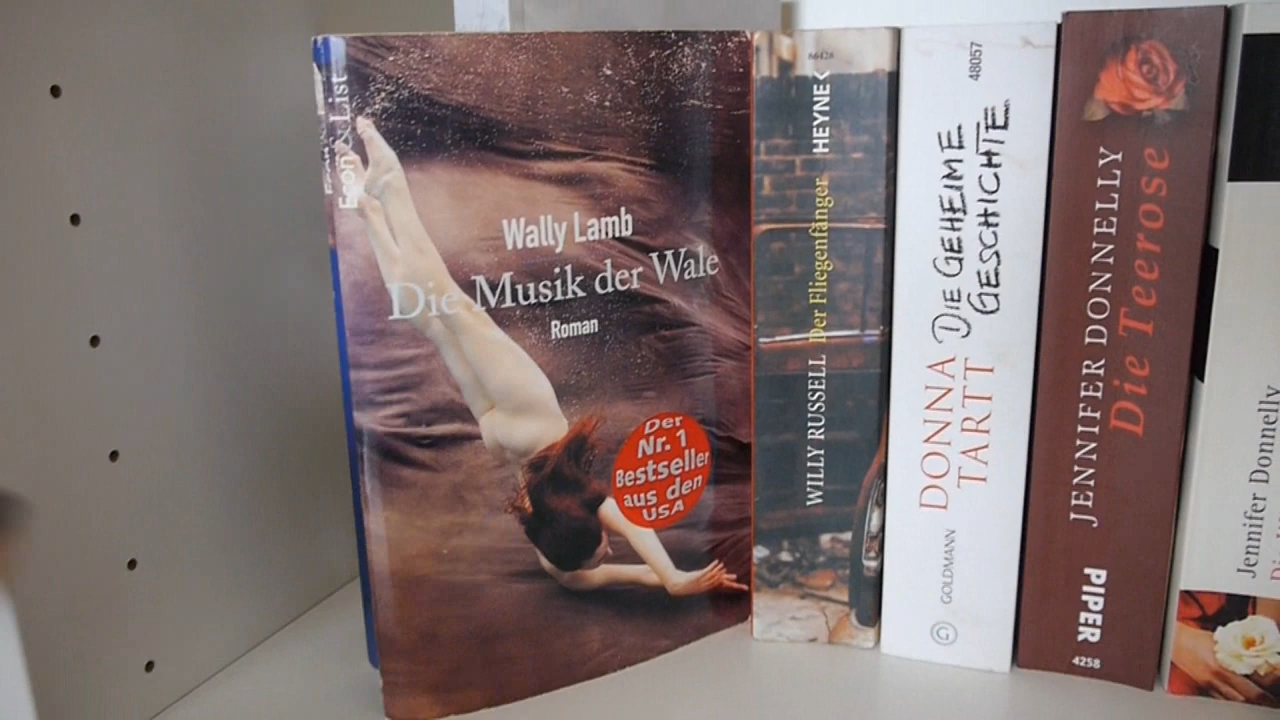 Econ & List
Wally Lamb
Die Musik der Wale
Roman
Der
Nr. 1
Bestseller
aus den
USA
WILLY RUSSELL Der Fliegenfänger HEYNE <
66426
DONNA
TARTT
DIE GEHEIME
GESCHICHTE
GOLDMANN
48057
JENNIFER DONNELLY
Die Teerose
PIPER
4258
Jennifer Donnelly